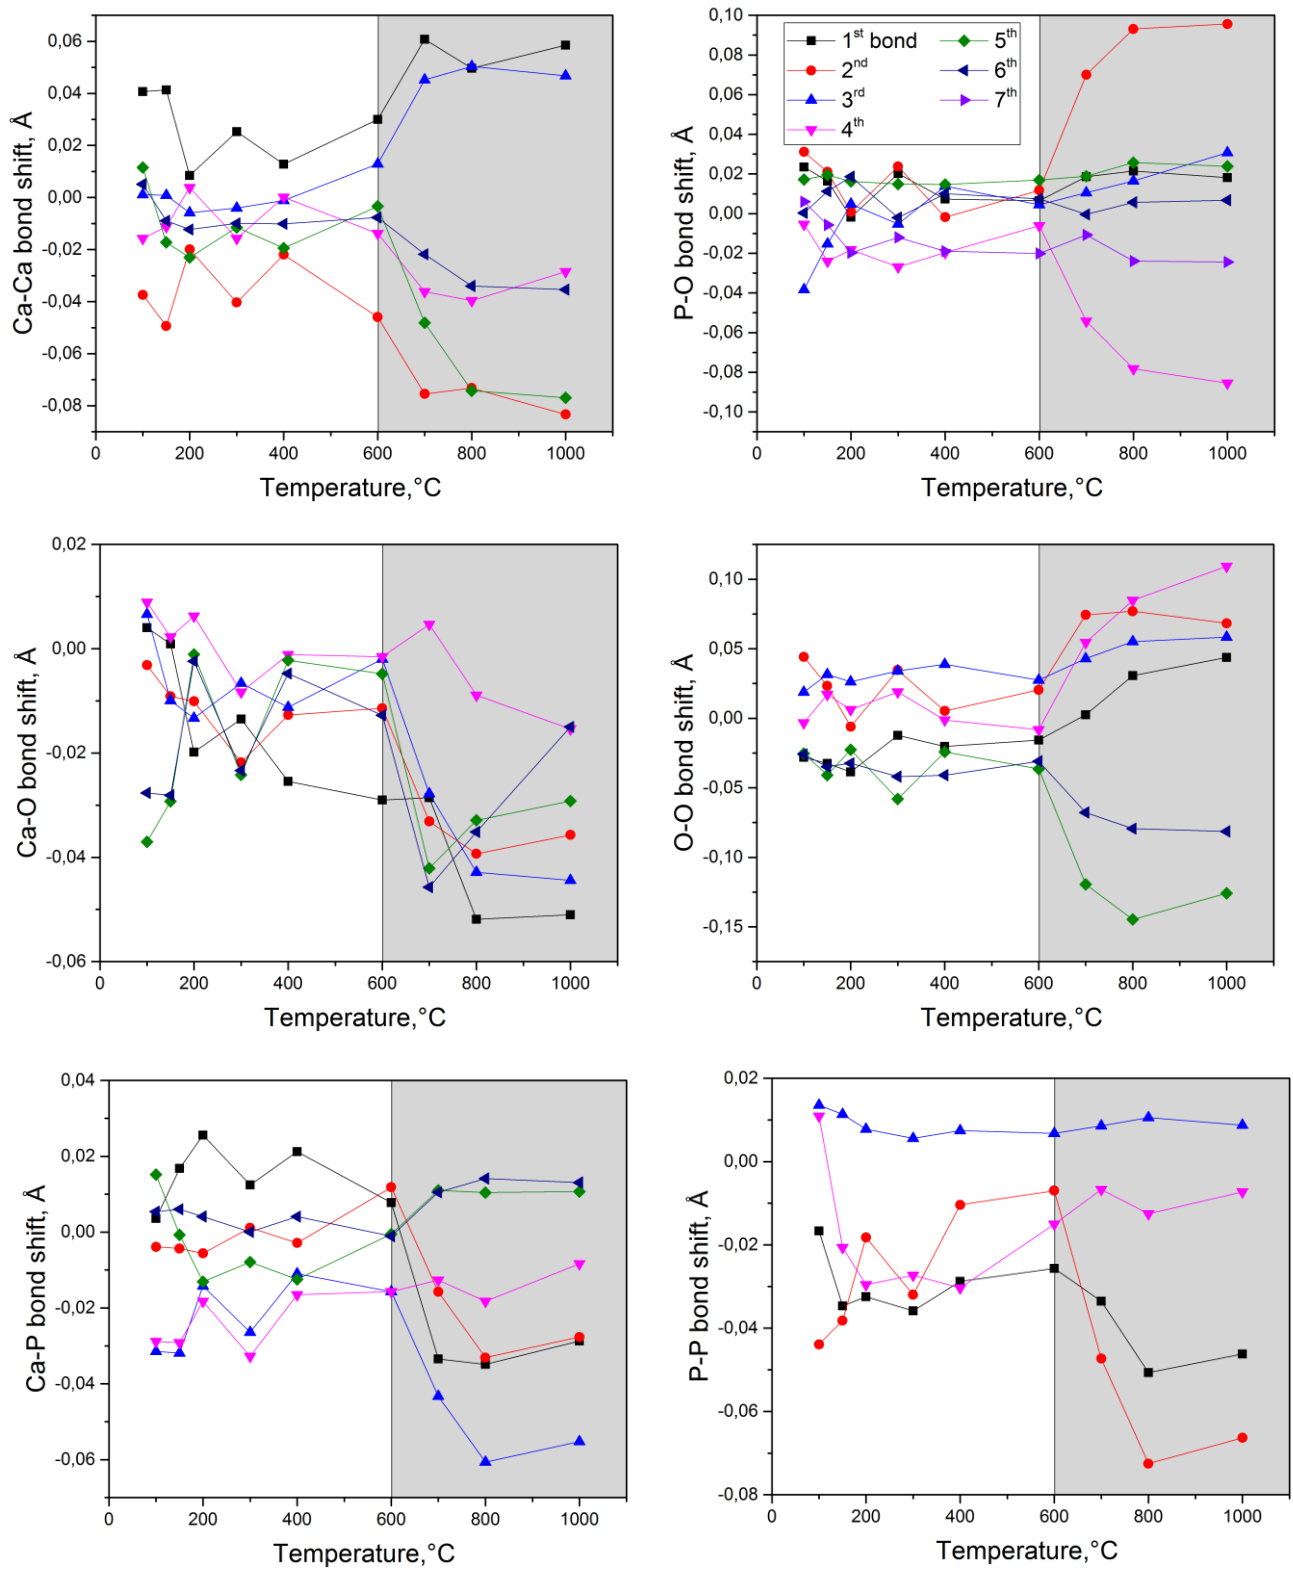 0,06
0,04
0,02
0,00
-0,02
-0,04
-0,06
-0,08
0 200 400 600 800 1000
Temperature,°C
Ca-Ca bond shift, Å
0,10
0,08
0,06
0,04
0,02
0,00
-0,02
-0,04
-0,06
-0,08
-0,10
0 200 400 600 800 1000
Temperature,°C
P-O bond shift, Å
1st bond 5th
2nd 6th
3rd 7th
4th
0,02
0,00
-0,02
-0,04
-0,06
0 200 400 600 800 1000
Temperature,°C
Ca-O bond shift, Å
0,10
0,05
0,00
-0,05
-0,10
-0,15
0 200 400 600 800 1000
Temperature,°C
O-O bond shift, Å
0,04
0,02
0,00
-0,02
-0,04
-0,06
0 200 400 600 800 1000
Temperature,°C
Ca-P bond shift, Å
0,02
0,00
-0,02
-0,04
-0,06
-0,08
0 200 400 600 800 1000
Temperature,°C
P-P bond shift, Å